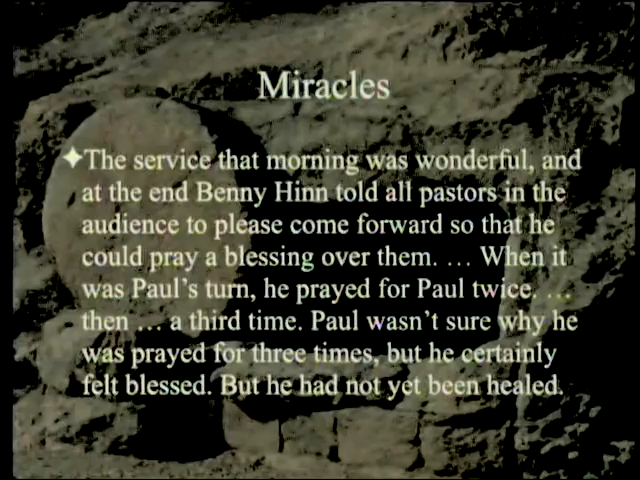 Miracles
✦The service that morning was wonderful, and
at the end Benny Hinn told all pastors in the
audience to please come forward so that he
could pray a blessing over them. … When it
was Paul's turn, he prayed for Paul twice. …
then … a third time. Paul wasn't sure why he
was prayed for three times, but he certainly
felt blessed. But he had not yet been healed.